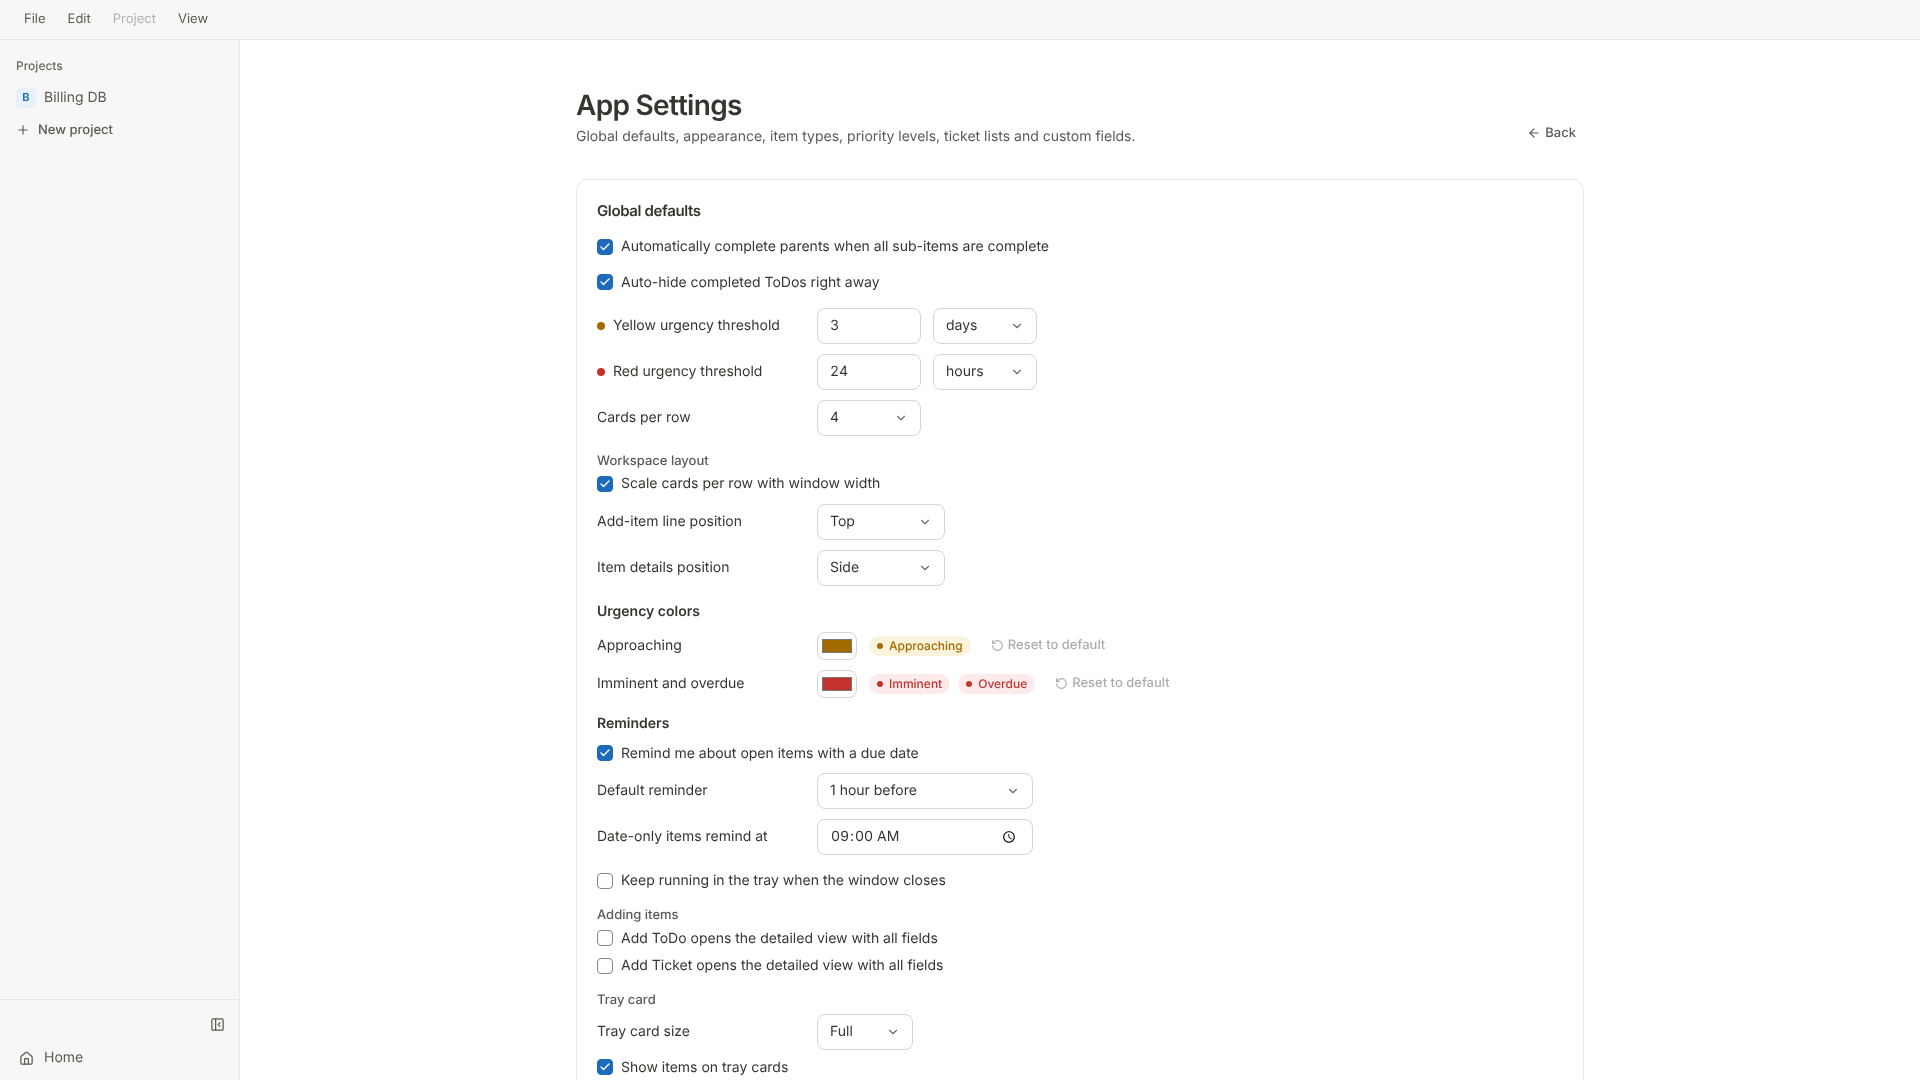 File Edit Project View
Projects
B Billing DB
New project
App Settings
Global defaults, appearance, item types, priority levels, ticket lists and custom fields.
Back
Global defaults
Automatically complete parents when all sub-items are complete
Auto-hide completed ToDos right away
Yellow urgency threshold 3 days
Red urgency threshold 24 hours
Cards per row 4
Workspace layout
Scale cards per row with window width
Add-item line position Top
Item details position Side
Urgency colors
Approaching Approaching Reset to default
Imminent and overdue Imminent Overdue Reset to default
Reminders
Remind me about open items with a due date
Default reminder 1 hour before
Date-only items remind at 09:00 AM
Keep running in the tray when the window closes
Adding items
Add ToDo opens the detailed view with all fields
Add Ticket opens the detailed view with all fields
Tray card
Tray card size Full
Show items on tray cards
Home